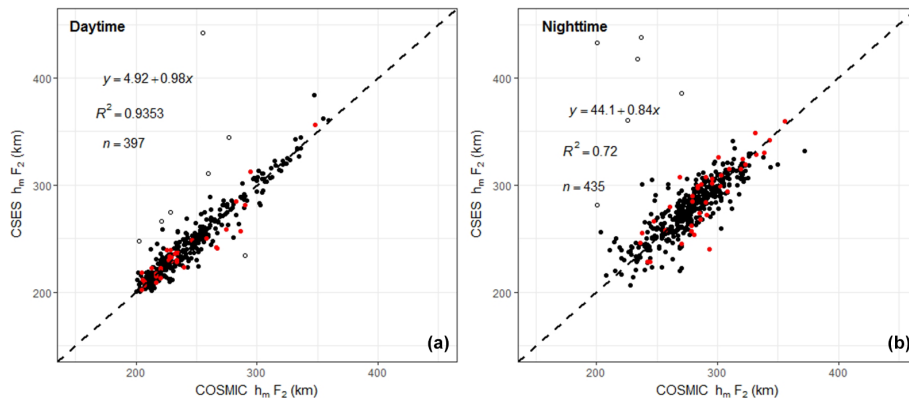 Daytime
y = 4.92+0.98x
R² = 0.9353
n = 397
400
300
200
CSES hₘF₂ (km)
200
300
400
COSMIC hₘF₂ (km)
(a)
Nighttime
y = 44.1+0.84x
R² = 0.72
n = 435
400
300
200
CSES hₘF₂ (km)
200
300
400
COSMIC hₘF₂ (km)
(b)